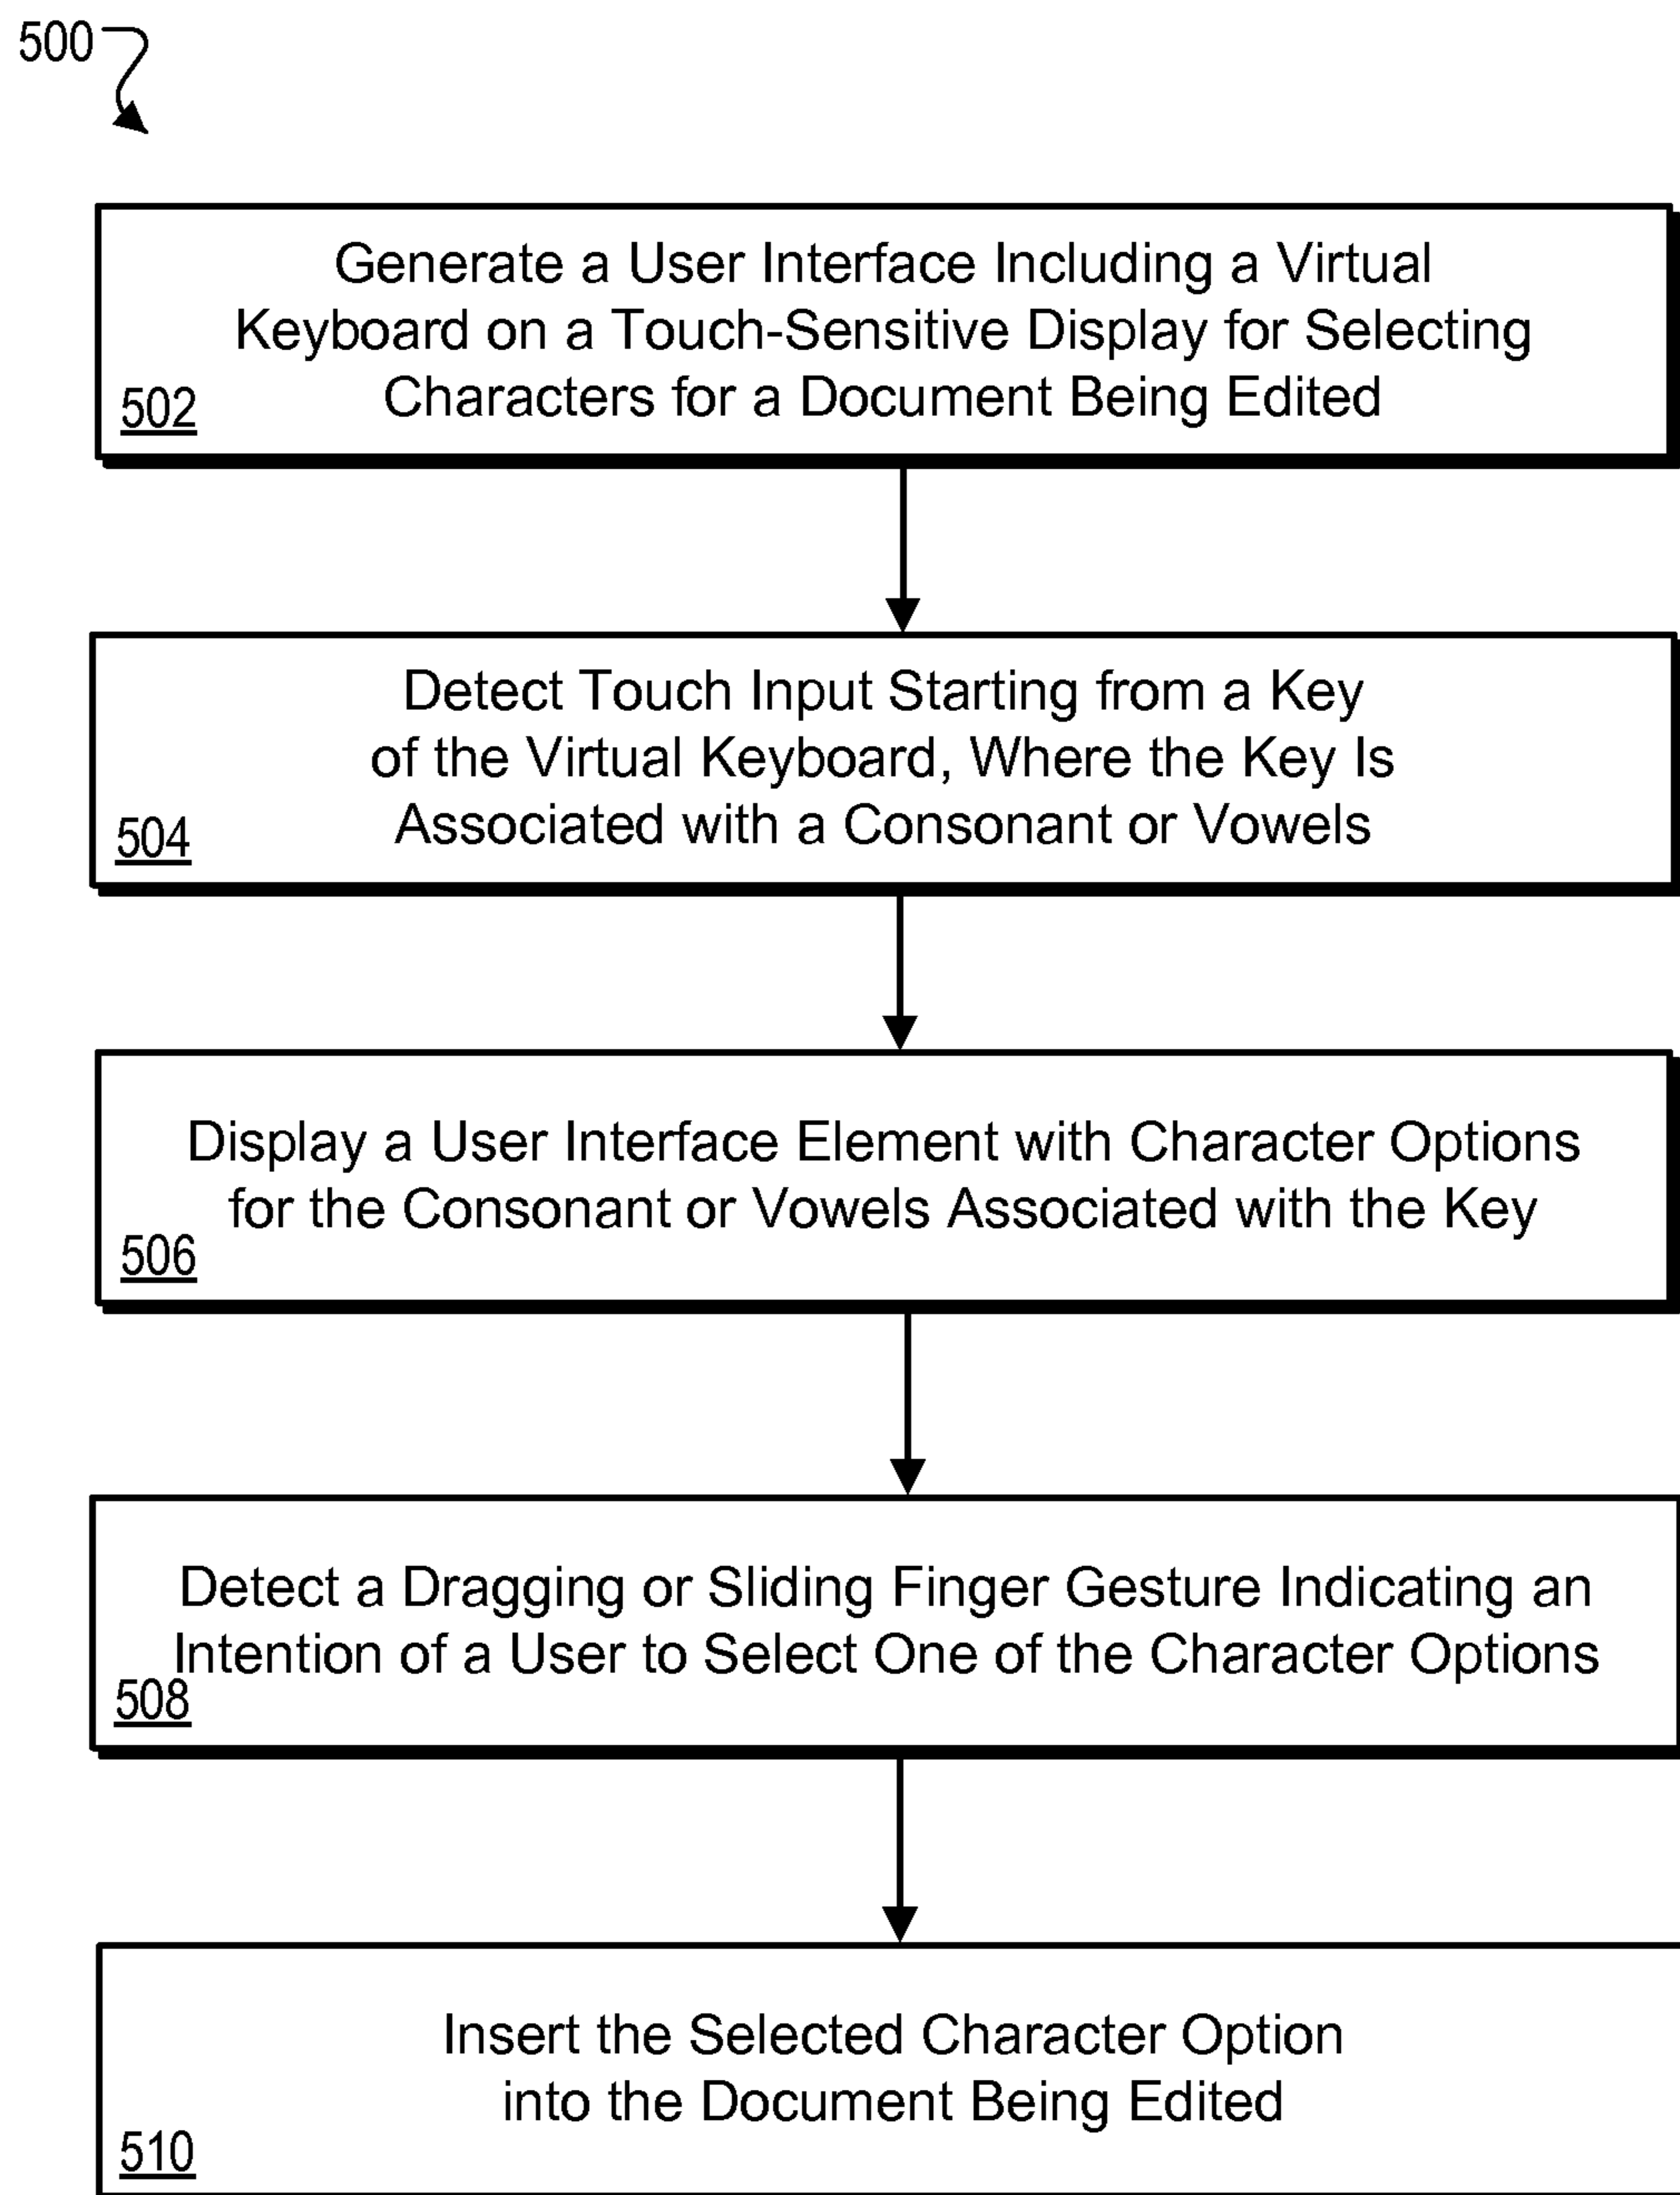 500
Generate a User Interface Including a Virtual
Keyboard on a Touch-Sensitive Display for Selecting
Characters for a Document Being Edited
502
Detect Touch Input Starting from a Key
of the Virtual Keyboard, Where the Key Is
Associated with a Consonant or Vowels
504
Display a User Interface Element with Character Options
for the Consonant or Vowels Associated with the Key
506
Detect a Dragging or Sliding Finger Gesture Indicating an
Intention of a User to Select One of the Character Options
508
Insert the Selected Character Option
into the Document Being Edited
510